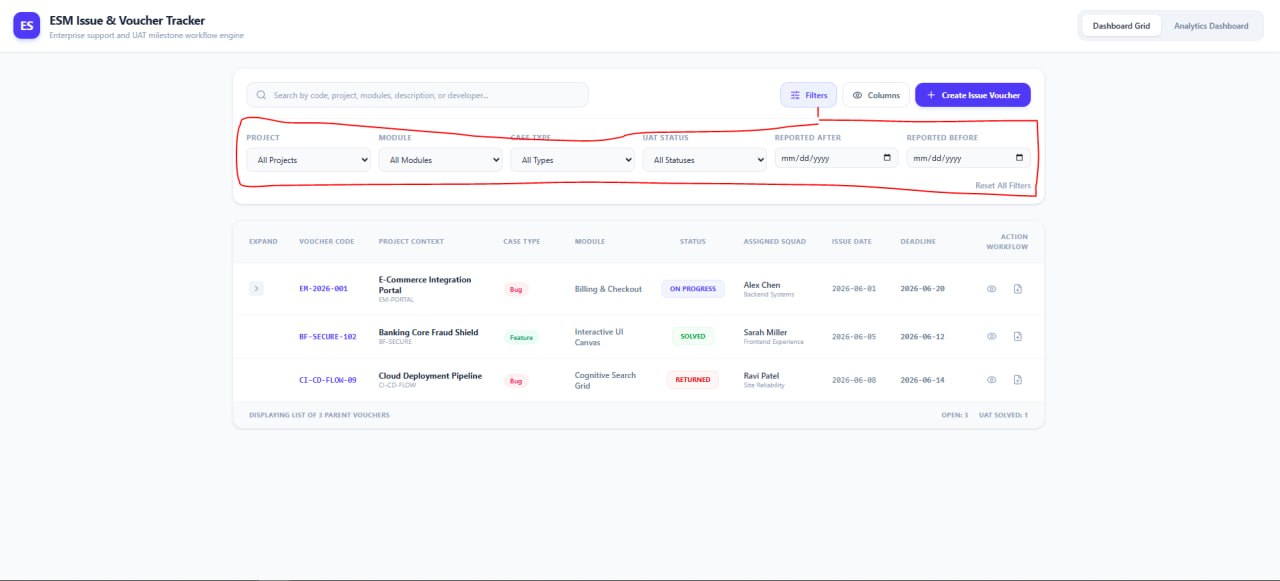 ES
ESM Issue & Voucher Tracker
Enterprise support and UAT milestone workflow engine
Dashboard Grid
Analytics Dashboard
Search by code, project, modules, description, or developer...
Filters
Columns
+ Create Issue Voucher
PROJECT
MODULE
CASE TYPE
UAT STATUS
REPORTED AFTER
REPORTED BEFORE
All Projects
All Modules
All Types
All Statuses
mm/dd/yyyy
mm/dd/yyyy
Reset All Filters
EXPAND VOUCHER CODE PROJECT CONTEXT CASE TYPE MODULE STATUS ASSIGNED SQUAD ISSUE DATE DEADLINE ACTION WORKFLOW
EM-2026-001
E-Commerce Integration
Portal
EM-PORTAL
Bug
Billing & Checkout
ON PROGRESS
Alex Chen
Backend Systems
2026-06-01
2026-06-20
BF-SECURE-102
Banking Core Fraud Shield
BF-SECURE
Feature
Interactive UI
Canvas
SOLVED
Sarah Miller
Frontend Experience
2026-06-05
2026-06-12
CI-CD-FLOW-09
Cloud Deployment Pipeline
CI-CD-FLOW
Bug
Cognitive Search
Grid
RETURNED
Ravi Patel
Site Reliability
2026-06-08
2026-06-14
DISPLAYING LIST OF 3 PARENT VOUCHERS
OPEN: 3
UAT SOLVED: 1